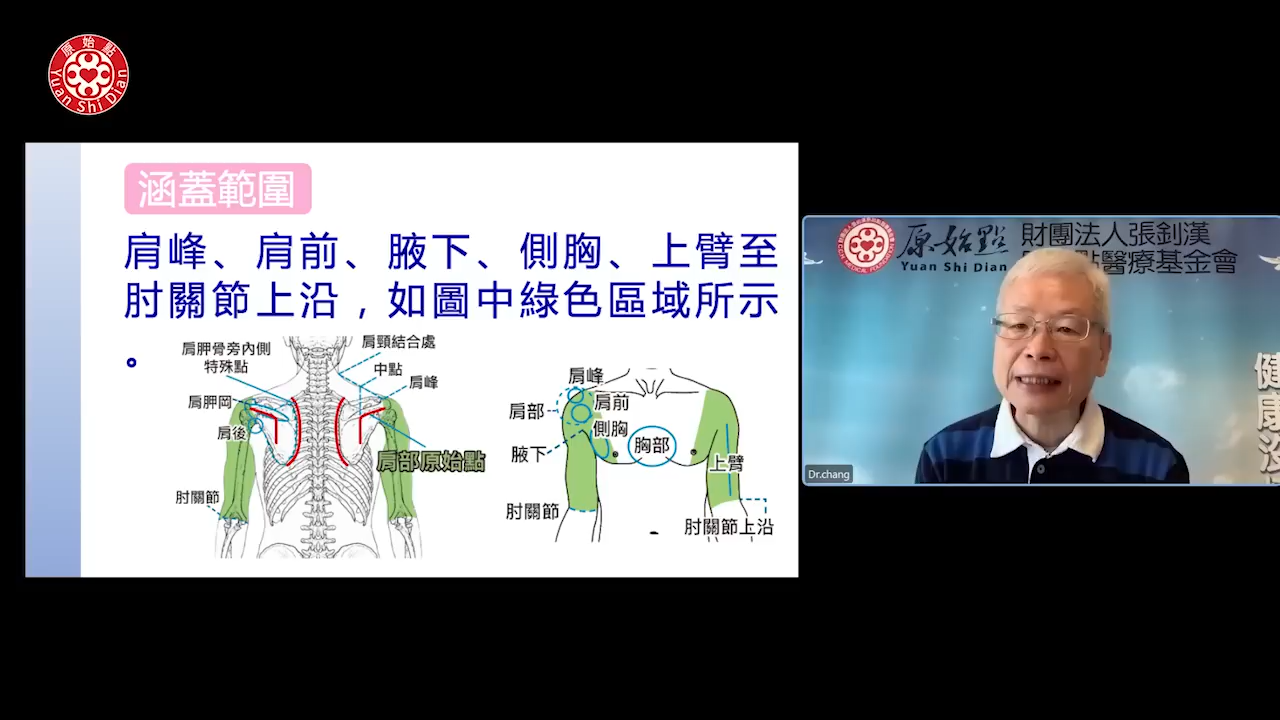 原始點
Yuan Shi Dian
涵蓋範圍
肩峰、肩前、腋下、側胸、上臂至
肘關節上沿，如圖中綠色區域所示
。
肩胛骨旁內側
特殊點
肩頸結合處
中點
肩峰
肩胛岡
肩後
肩部原始點
肘關節
肩峰
肩部
肩前
側胸
腋下
胸部
上臂
肘關節
肘關節上沿
原始點
Yuan Shi Dian
財團法人張釗漢
點醫療基金會
健康
Dr.chang